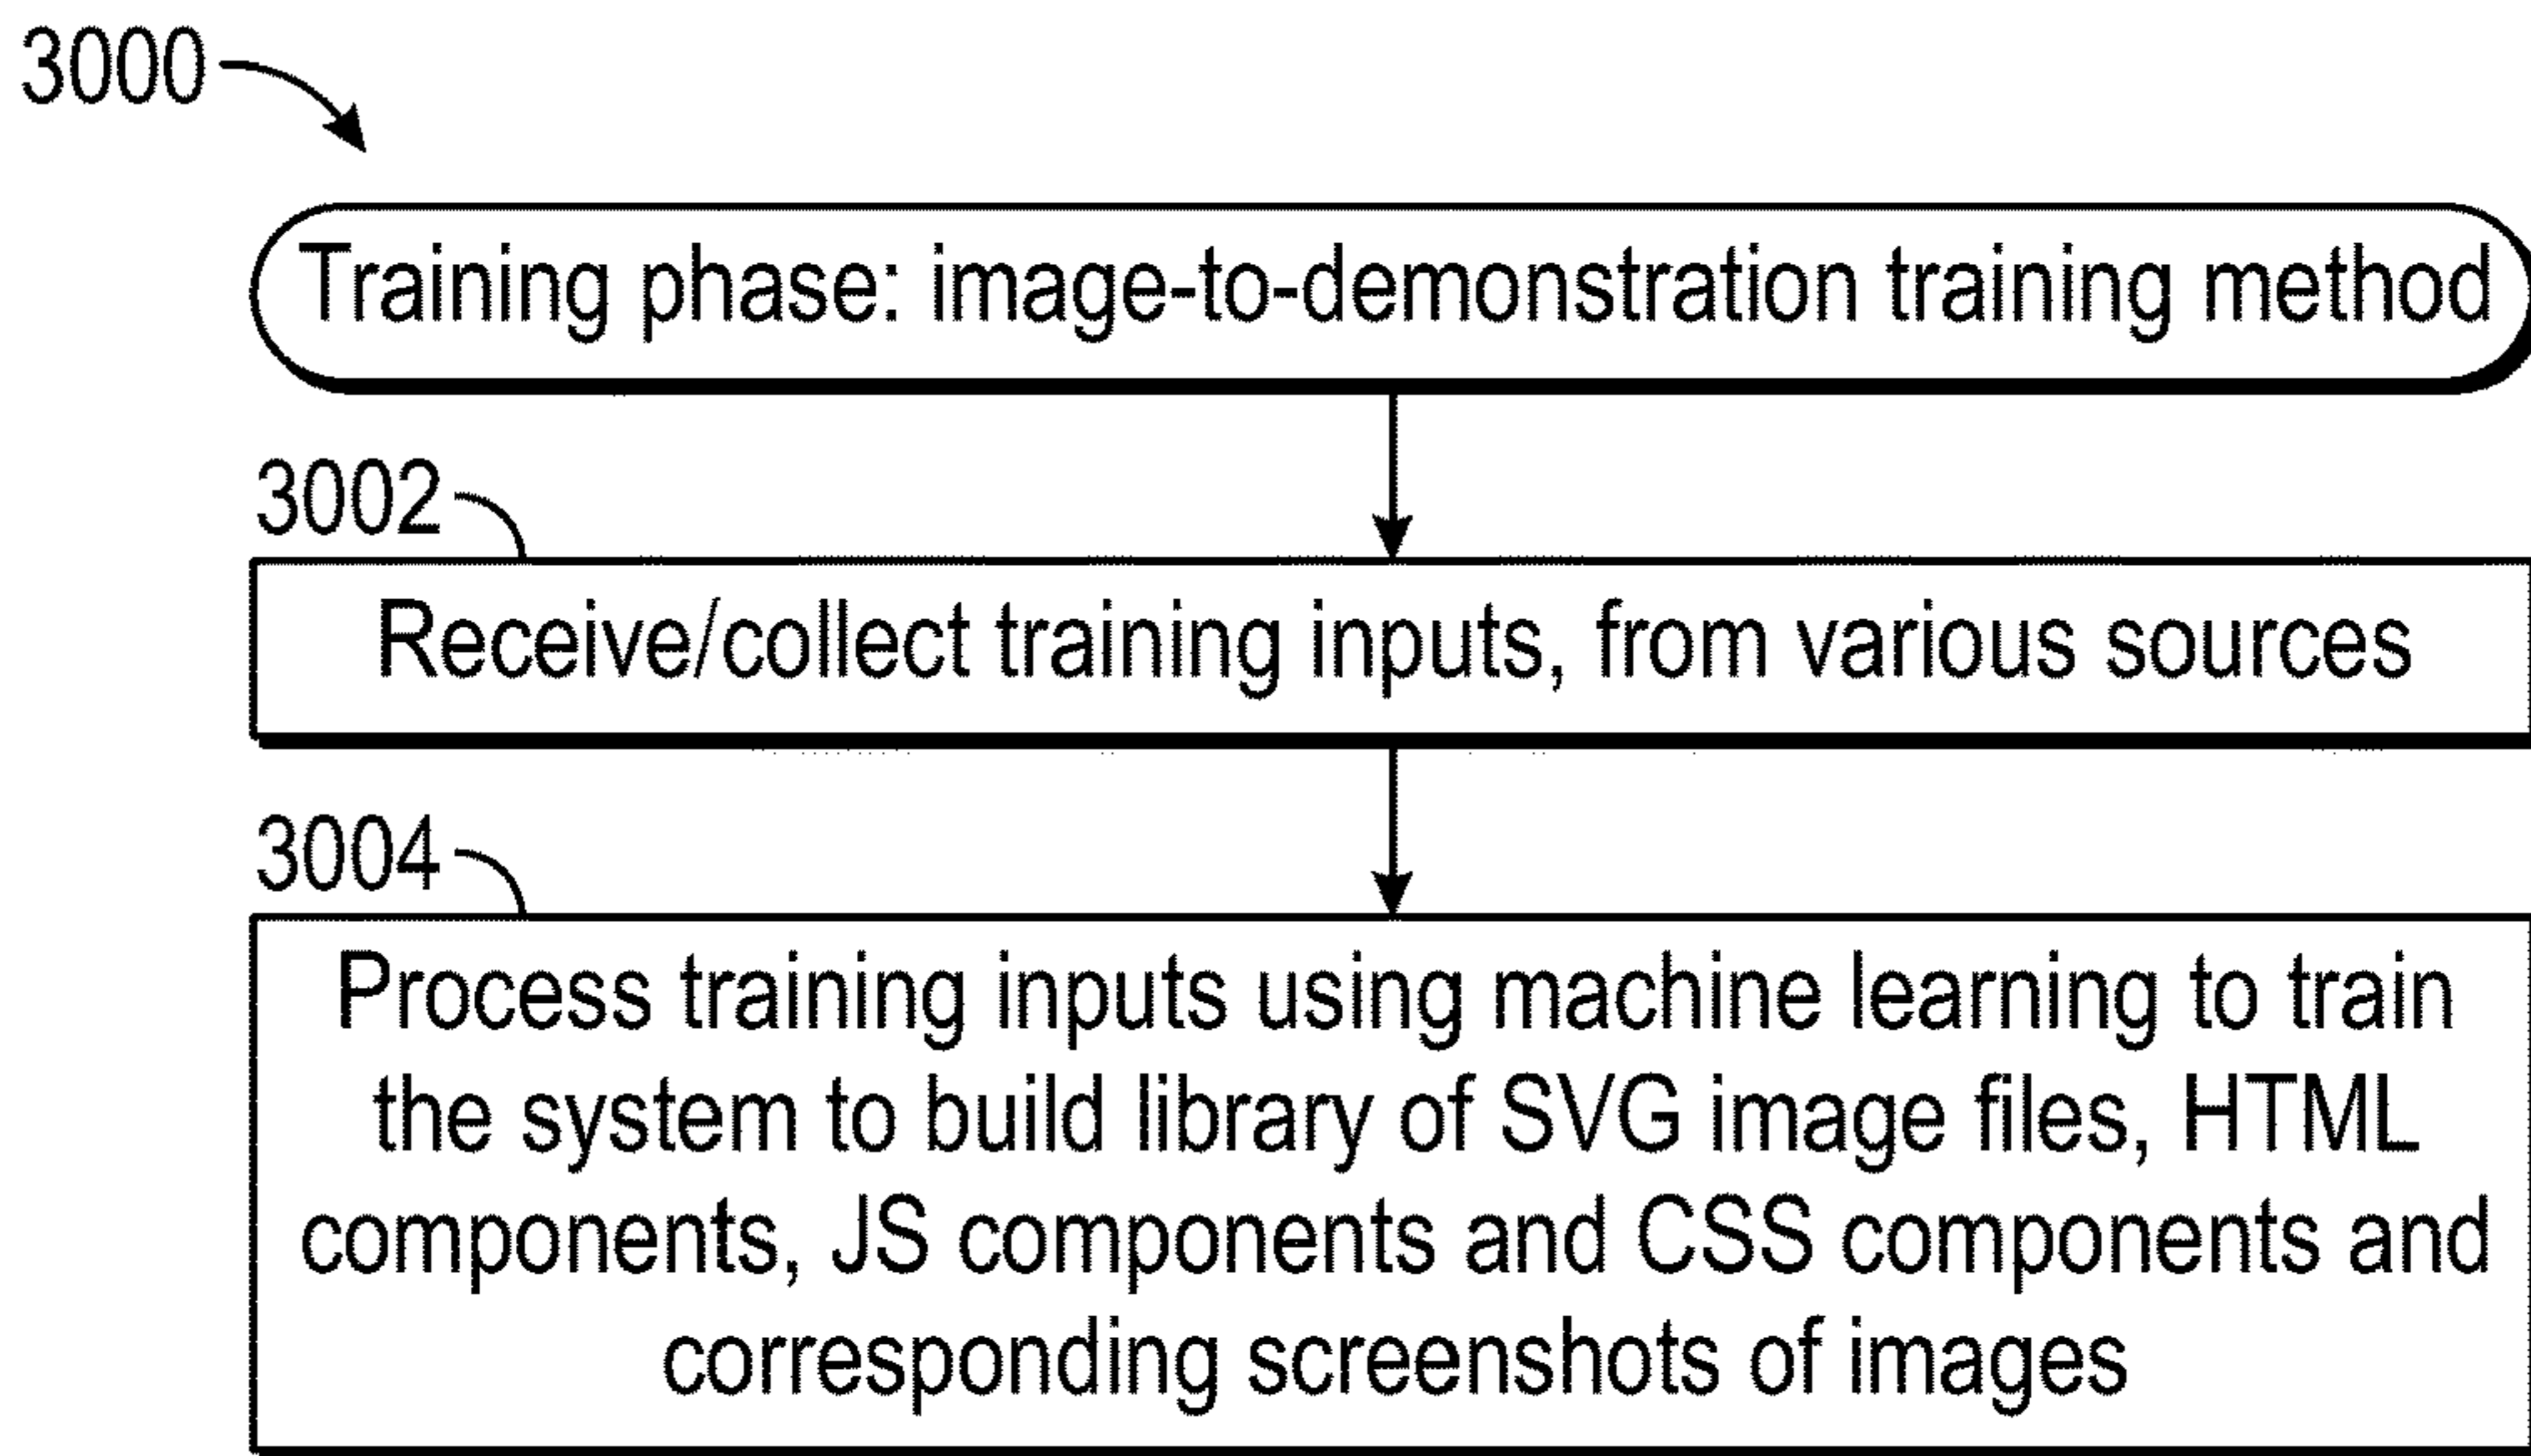 3000
Training phase: image-to-demonstration training method
3002
Receive/collect training inputs, from various sources
3004
Process training inputs using machine learning to train
the system to build library of SVG image files, HTML
components, JS components and CSS components and
corresponding screenshots of images